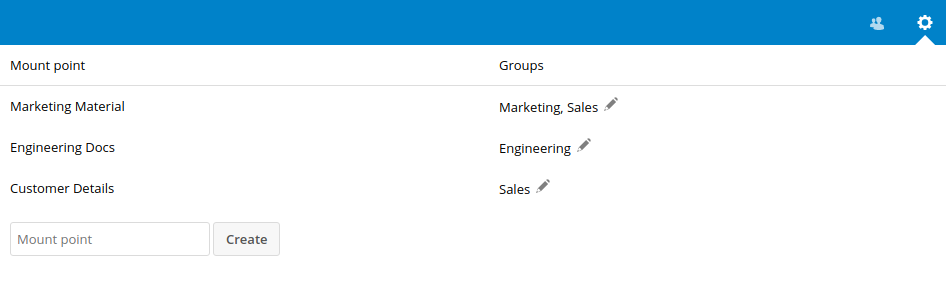 Mount point Groups
Marketing Material Marketing, Sales
Engineering Docs Engineering
Customer Details Sales
Mount point Create